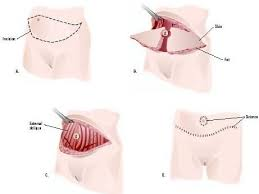 Incision
Skin
Fat
A.
B.
External
oblique
Sutures
C.
D.